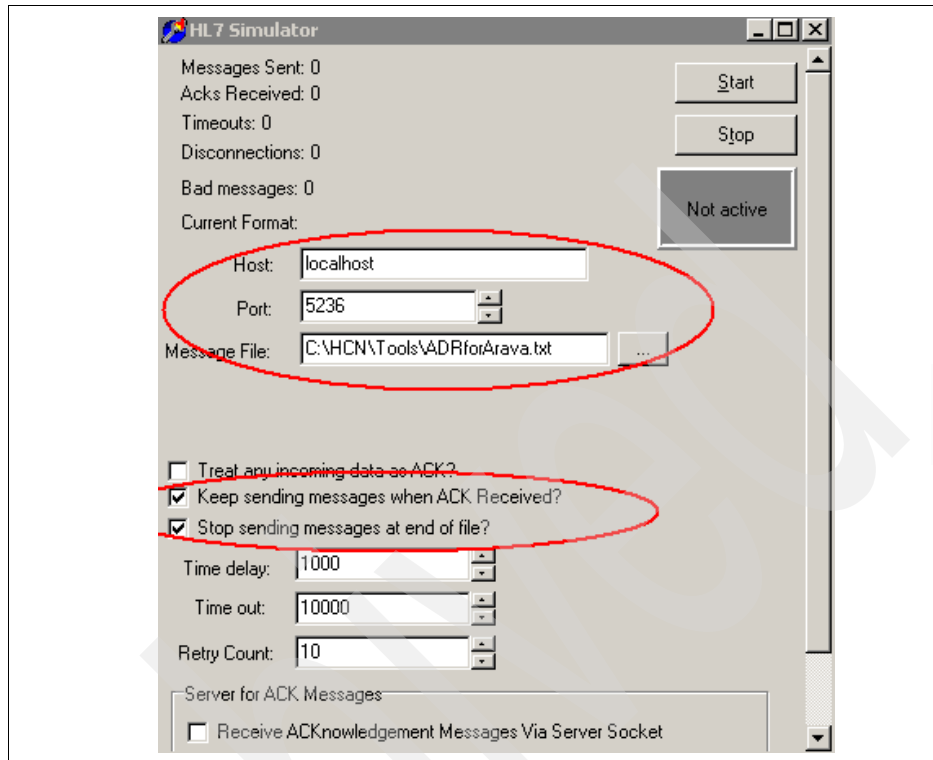 HL7 Simulator
Messages Sent: 0
Start
Acks Received: 0
Timeouts: 0
Stop
Disconnections: 0
Bad messages: 0
Not active
Current Format:
Host: localhost
Port: 5236
Message File: C:\HCN\Tools\ADRforArava.txt ...
Treat any incoming data as ACK?
Keep sending messages when ACK Received?
Stop sending messages at end of file?
Time delay: 1000
Time out: 10000
Retry Count: 10
Server for ACK Messages
Receive ACKnowledgement Messages Via Server Socket